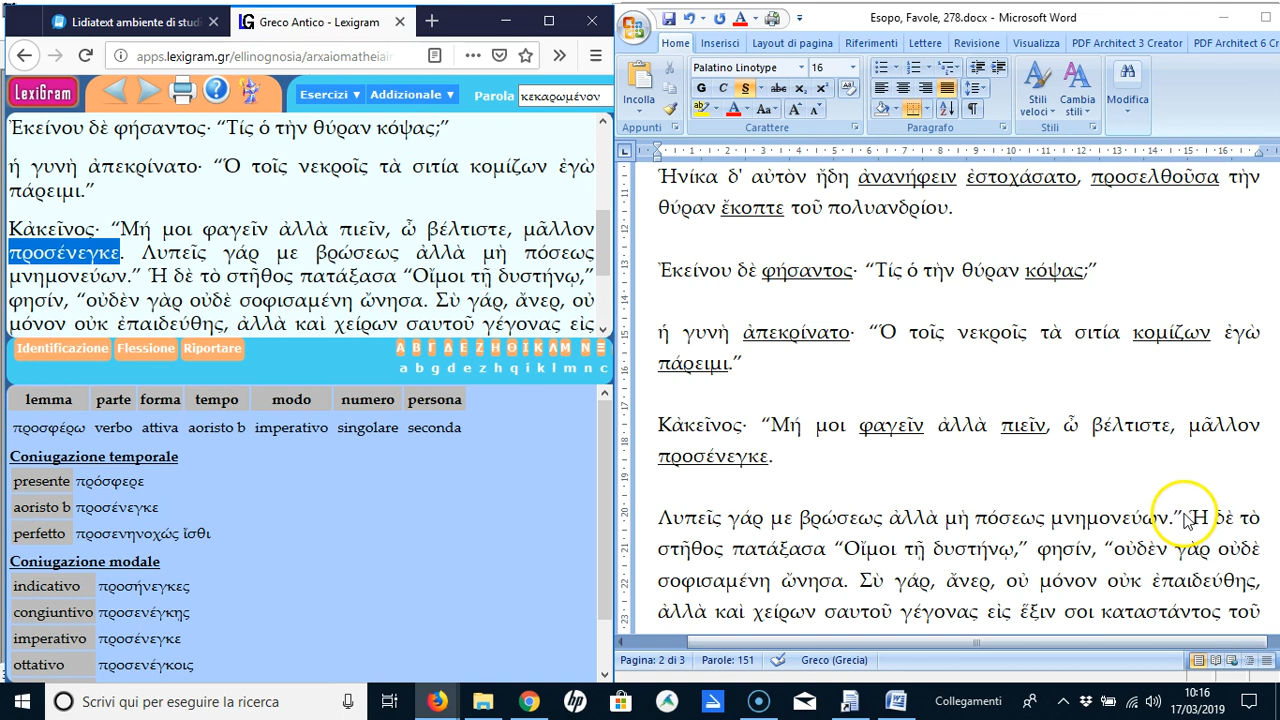 Lidiatext ambiente di studi
Greco Antico - Lexigram
apps.lexigram.gr/ellinognosia/arxaiomatheia
LexiGram
Esercizi ▼ Addizionale ▼ Parola κεκαρωμένον
Ἐκείνου δὲ φήσαντος· “Τίς ὁ τὴν θύραν κόψας;”
ἡ γυνὴ ἀπεκρίνατο· “Ὁ τοῖς νεκροῖς τὰ σιτία κομίζων ἐγὼ
πάρειμι.”
Κἀκεῖνος· “Μή μοι φαγεῖν ἀλλὰ πιεῖν, ὦ βέλτιστε, μᾶλλον
προσένεγκε. Λυπεῖς γάρ με βρώσεως ἀλλὰ μὴ πόσεως
μνημονεύων.” Ἡ δὲ τὸ στῆθος πατάξασα “Οἴμοι τῇ δυστήνῳ,”
φησίν, “οὐδὲν γὰρ οὐδὲ σοφισαμένη ὤνησα. Σὺ γάρ, ἄνερ, οὐ
μόνον οὐκ ἐπαιδεύθης, ἀλλὰ καὶ χείρων σαυτοῦ γέγονας εἰς
Identificazione Flessione Riportare
Α Β Γ Δ Ε Ζ Η Θ Ι Κ Λ Μ Ν Ξ
a b g d e z h q i k l m n c
lemma parte forma tempo modo numero persona
προσφέρω verbo attiva aoristo b imperativo singolare seconda
Coniugazione temporale
presente πρόσφερε
aoristo b προσένεγκε
perfetto προσενηνοχώς ἴσθι
Coniugazione modale
indicativo προσήνεγκες
congiuntivo προσενέγκῃς
imperativo προσένεγκε
ottativo προσενέγκοις
Esopo, Favole, 278.docx - Microsoft Word
Home Inserisci Layout di pagina Riferimenti Lettere Revisione Visualizza PDF Architect 3 Creator PDF Architect 6 Cr
Palatino Linotype 16
Incolla
Stili veloci Cambia stili Modifica
Appunti Carattere Paragrafo Stili
Ἡνίκα δ' αὐτὸν ἤδη ἀνανήφειν ἐστοχάσατο, προσελθοῦσα τὴν
θύραν ἔκοπτε τοῦ πολυανδρίου.
Ἐκείνου δὲ φήσαντος· “Τίς ὁ τὴν θύραν κόψας;”
ἡ γυνὴ ἀπεκρίνατο· “Ὁ τοῖς νεκροῖς τὰ σιτία κομίζων ἐγὼ
πάρειμι.”
Κἀκεῖνος· “Μή μοι φαγεῖν ἀλλὰ πιεῖν, ὦ βέλτιστε, μᾶλλον
προσένεγκε.
Λυπεῖς γάρ με βρώσεως ἀλλὰ μὴ πόσεως μνημονεύων.” Ἡ δὲ τὸ
στῆθος πατάξασα “Οἴμοι τῇ δυστήνῳ,” φησίν, “οὐδὲν γὰρ οὐδὲ
σοφισαμένη ὤνησα. Σὺ γάρ, ἄνερ, οὐ μόνον οὐκ ἐπαιδεύθης,
ἀλλὰ καὶ χείρων σαυτοῦ γέγονας εἰς ἕξιν σοι καταστάντος τοῦ
Pagina: 2 di 3 Parole: 151 Greco (Grecia)
Scrivi qui per eseguire la ricerca
Collegamenti
10:16
17/03/2019